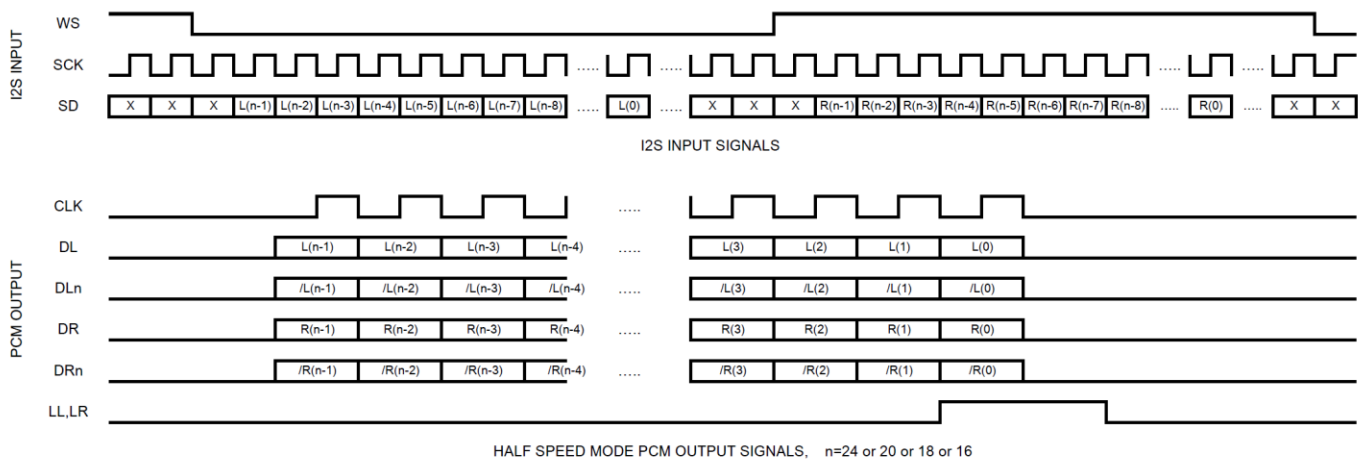 I2S INPUT
WS
SCK
..... .....
..... .....
SD X X X L(n-1) L(n-2) L(n-3) L(n-4) L(n-5) L(n-6) L(n-7) L(n-8) ..... L(0) ..... X X X R(n-1) R(n-2) R(n-3) R(n-4) R(n-5) R(n-6) R(n-7) R(n-8) ..... R(0) ..... X X
I2S INPUT SIGNALS
PCM OUTPUT
CLK .....
DL L(n-1) L(n-2) L(n-3) L(n-4) ..... L(3) L(2) L(1) L(0)
DLn /L(n-1) /L(n-2) /L(n-3) /L(n-4) ..... /L(3) /L(2) /L(1) /L(0)
DR R(n-1) R(n-2) R(n-3) R(n-4) ..... R(3) R(2) R(1) R(0)
DRn /R(n-1) /R(n-2) /R(n-3) /R(n-4) ..... /R(3) /R(2) /R(1) /R(0)
LL,LR
HALF SPEED MODE PCM OUTPUT SIGNALS, n=24 or 20 or 18 or 16